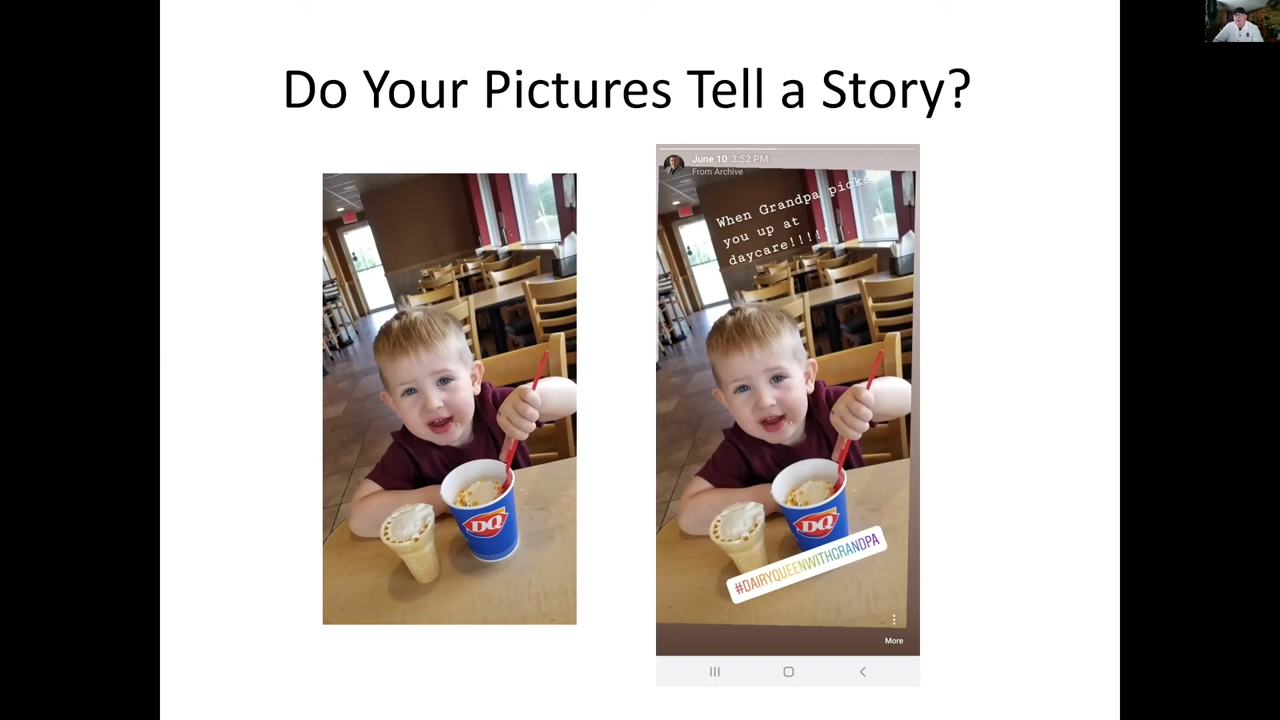 Do Your Pictures Tell a Story?
June 10 3:52 PM
From Archive
When Grandpa picks
you up at
daycare!!!!!
DQ
DQ
#DAIRYQUEENWITHGRANDPA
More